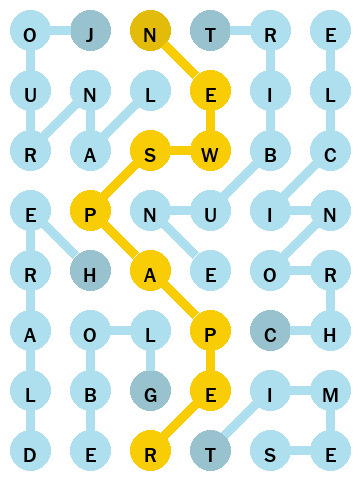 O J N T R E
U N L E I L
R A S W B C
E P N U I N
R H A E O R
A O L P C H
L B G E I M
D E R T S E